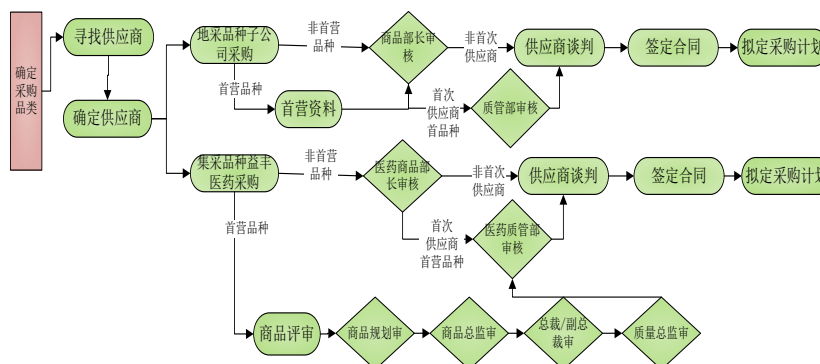 确定
采购
品类
寻找供应商
确定供应商
地采品种子公
司采购
非首营
品种
商品部长审
核
非首次
供应商
供应商谈判
签定合同
拟定采购计划
首营品种
首营资料
首次
供应商
首品种
质管部审核
集采品种益丰
医药采购
非首营
品种
医药商品部
长审核
非首次
供应商
供应商谈判
签定合同
拟定采购计划
首营品种
首次
供应商
首营品种
医药质管部
审核
商品评审
商品规划审
商品总监审
总裁/副总
裁审
质量总监审